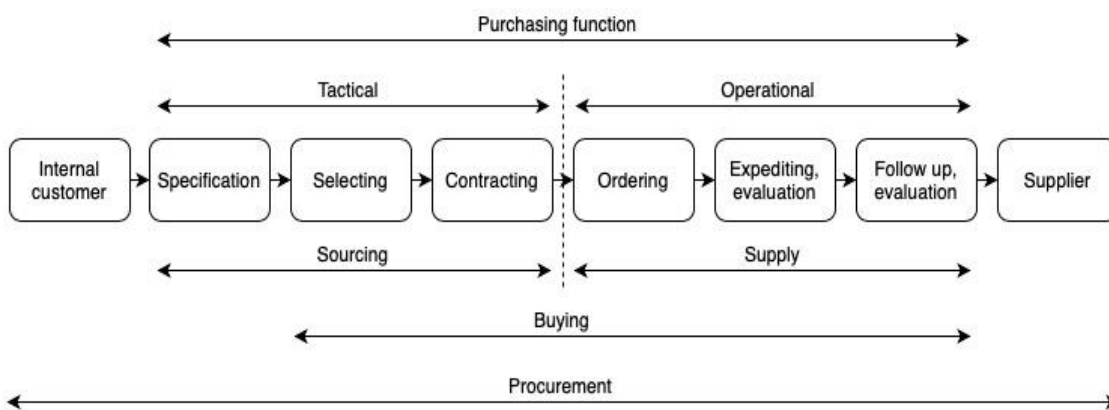 Purchasing function
Tactical
Operational
Internal
customer
Specification
Selecting
Contracting
Ordering
Expediting,
evaluation
Follow up,
evaluation
Supplier
Sourcing
Supply
Buying
Procurement